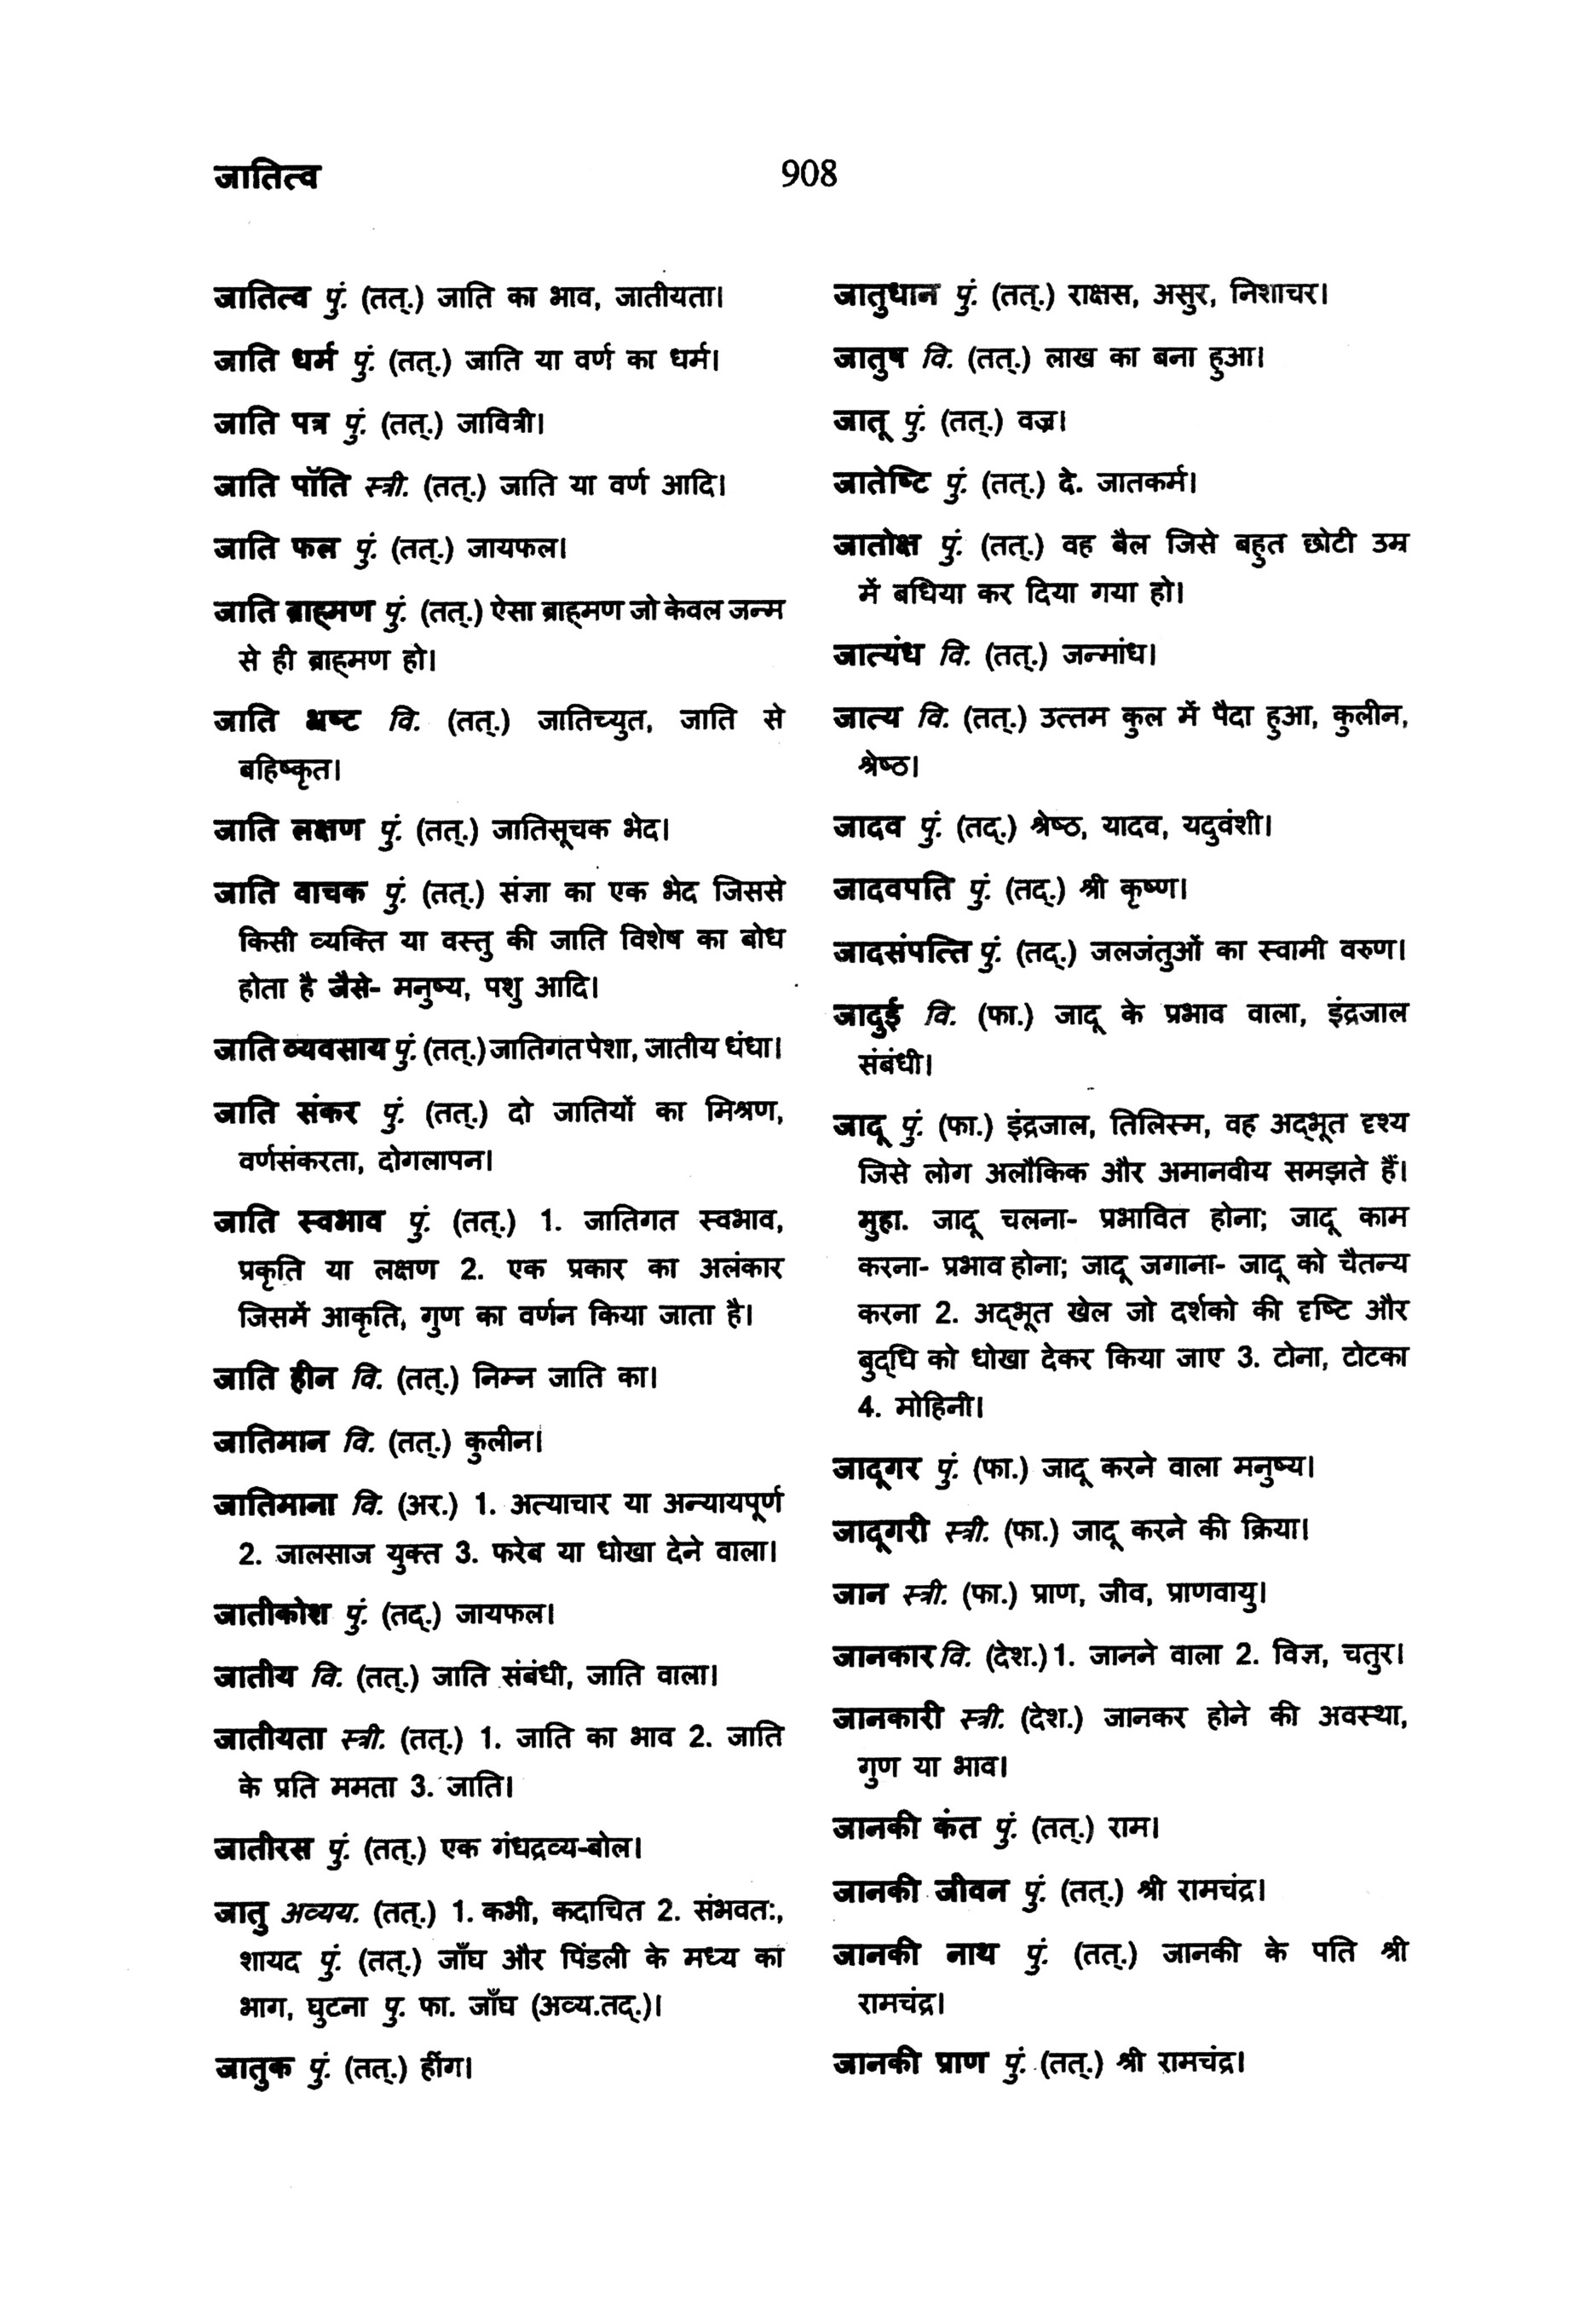 जातित्व
908
जातित्व पुं. (तत्.) जाति का भाव, जातीयता।
जाति धर्म पुं. (तत्.) जाति या वर्ण का धर्म।
जाति पत्र पुं. (तत्.) जावित्री।
जाति पॉति स्त्री. (तत्.) जाति या वर्ण आदि।
जाति फल पुं. (तत्.) जायफल।
जाति ब्राह्मण पुं. (तत्.) ऐसा ब्राह्मण जो केवल जन्म
से ही ब्राह्मण हो।
जाति भ्रष्ट वि. (तत्.) जातिच्युत, जाति से
बहिष्कृत।
जाति लक्षण पुं. (तत्.) जातिसूचक भेद।
जाति वाचक पुं. (तत्.) संज्ञा का एक भेद जिससे
किसी व्यक्ति या वस्तु की जाति विशेष का बोध
होता है जैसे- मनुष्य, पशु आदि।
जाति व्यवसाय पुं. (तत्.) जातिगत पेशा, जातीय धंधा।
जाति संकर पुं. (तत्.) दो जातियों का मिश्रण,
वर्णसंकरता, दोगलापन।
जाति स्वभाव पुं. (तत्.) 1. जातिगत स्वभाव,
प्रकृति या लक्षण 2. एक प्रकार का अलंकार
जिसमें आकृति, गुण का वर्णन किया जाता है।
जाति हीन वि. (तत्.) निम्न जाति का।
जातिमान वि. (तत्.) कुलीन।
जातिमाना वि. (अर.) 1. अत्याचार या अन्यायपूर्ण
2. जालसाज युक्त 3. फरेब या धोखा देने वाला।
जातीकोश पुं. (तद्.) जायफल।
जातीय वि. (तत्.) जाति संबंधी, जाति वाला।
जातीयता स्त्री. (तत्.) 1. जाति का भाव 2. जाति
के प्रति ममता 3. जाति।
जातीरस पुं. (तत्.) एक गंधद्रव्य-बोल।
जातु अव्यय. (तत्.) 1. कभी, कदाचित 2. संभवतः,
शायद पुं. (तत्.) जाँघ और पिंडली के मध्य का
भाग, घुटना पु. फा. जाँघ (अव्य.तद्.)।
जातुक पुं. (तत्.) हींग।
जातुधान पुं. (तत्.) राक्षस, असुर, निशाचर।
जातुष वि. (तत्.) लाख का बना हुआ।
जातू पुं. (तत्.) वज्र।
जातेष्टि पुं. (तत्.) दे. जातकर्म।
जातोक्ष पुं. (तत्.) वह बैल जिसे बहुत छोटी उम्र
में बधिया कर दिया गया हो।
जात्यंध वि. (तत्.) जन्मांध।
जात्य वि. (तत्.) उत्तम कुल में पैदा हुआ, कुलीन,
श्रेष्ठ।
जादव पुं. (तद्.) श्रेष्ठ, यादव, यदुवंशी।
जादवपति पुं. (तद्.) श्री कृष्ण।
जादसंपत्ति पुं. (तद्.) जलजंतुओं का स्वामी वरुण।
जादुई वि. (फा.) जादू के प्रभाव वाला, इंद्रजाल
संबंधी।
जादू पुं. (फा.) इंद्रजाल, तिलिस्म, वह अद्भूत दृश्य
जिसे लोग अलौकिक और अमानवीय समझते हैं।
मुहा. जादू चलना- प्रभावित होना; जादू काम
करना- प्रभाव होना; जादू जगाना- जादू को चैतन्य
करना 2. अद्भूत खेल जो दर्शको की दृष्टि और
बुद्धि को धोखा देकर किया जाए 3. टोना, टोटका
4. मोहिनी।
जादूगर पुं. (फा.) जादू करने वाला मनुष्य।
जादूगरी स्त्री. (फा.) जादू करने की क्रिया।
जान स्त्री. (फा.) प्राण, जीव, प्राणवायु।
जानकार वि. (देश.) 1. जानने वाला 2. विज्ञ, चतुर।
जानकारी स्त्री. (देश.) जानकर होने की अवस्था,
गुण या भाव।
जानकी कंत पुं. (तत्.) राम।
जानकी जीवन पुं. (तत्.) श्री रामचंद्र।
जानकी नाथ पुं. (तत्.) जानकी के पति श्री
रामचंद्र।
जानकी प्राण पुं. (तत्.) श्री रामचंद्र।